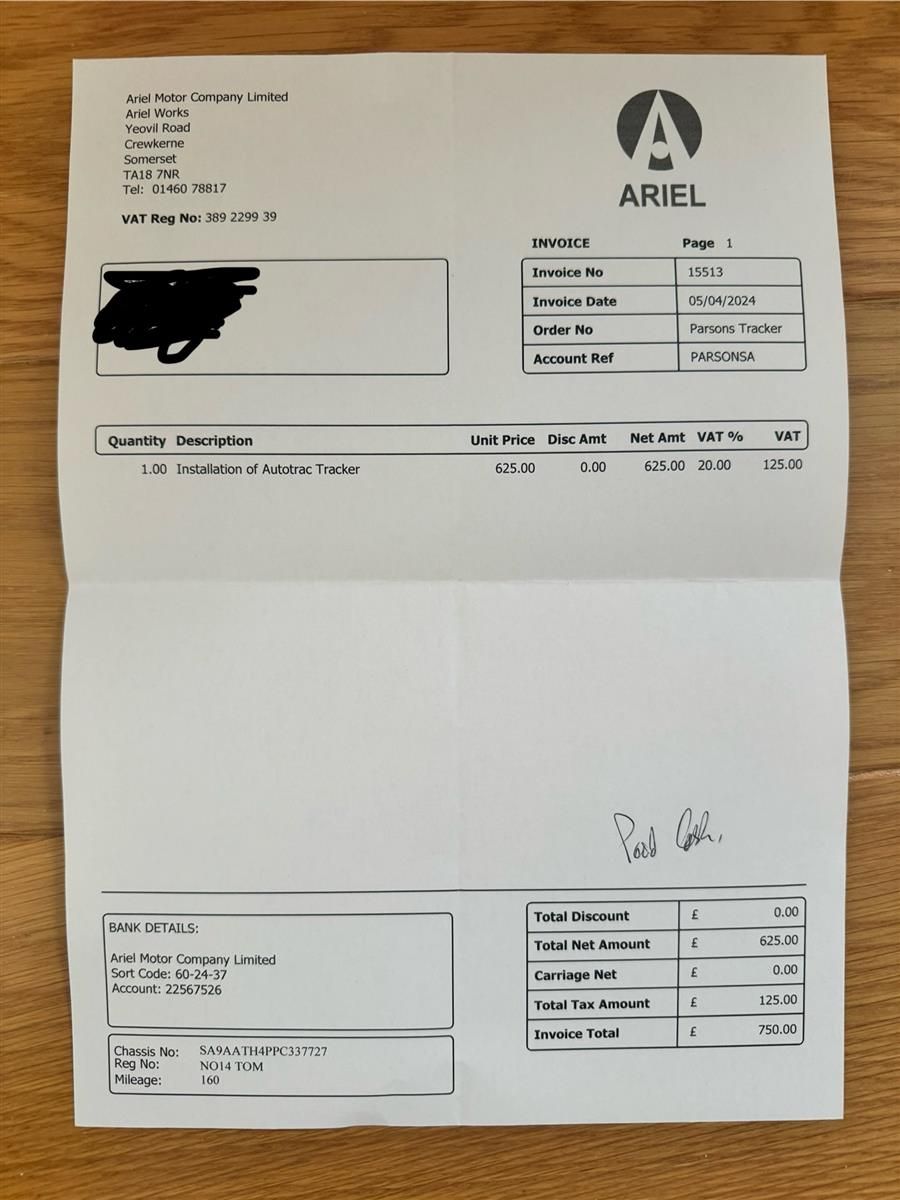 Ariel Motor Company Limited
Ariel Works
Yeovil Road
Crewkerne
Somerset
TA18 7NR
Tel: 01460 78817
VAT Reg No: 389 2299 39
ARIEL
INVOICE Page 1
Invoice No 15513
Invoice Date 05/04/2024
Order No Parsons Tracker
Account Ref PARSONSA
Quantity Description Unit Price Disc Amt Net Amt VAT % VAT
1.00 Installation of Autotrac Tracker 625.00 0.00 625.00 20.00 125.00
Paid Cash.
BANK DETAILS:
Ariel Motor Company Limited
Sort Code: 60-24-37
Account: 22567526
Chassis No: SA9AATH4PPC337727
Reg No: NO14 TOM
Mileage: 160
Total Discount £ 0.00
Total Net Amount £ 625.00
Carriage Net £ 0.00
Total Tax Amount £ 125.00
Invoice Total £ 750.00